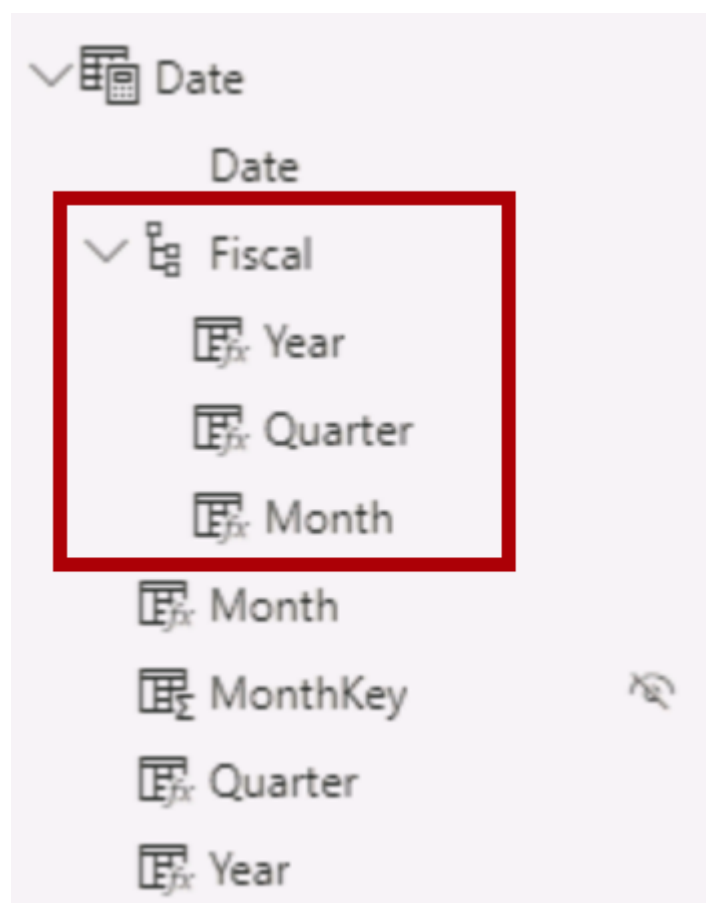 Date
Date
Fiscal
Year
Quarter
Month
Month
MonthKey
Quarter
Year